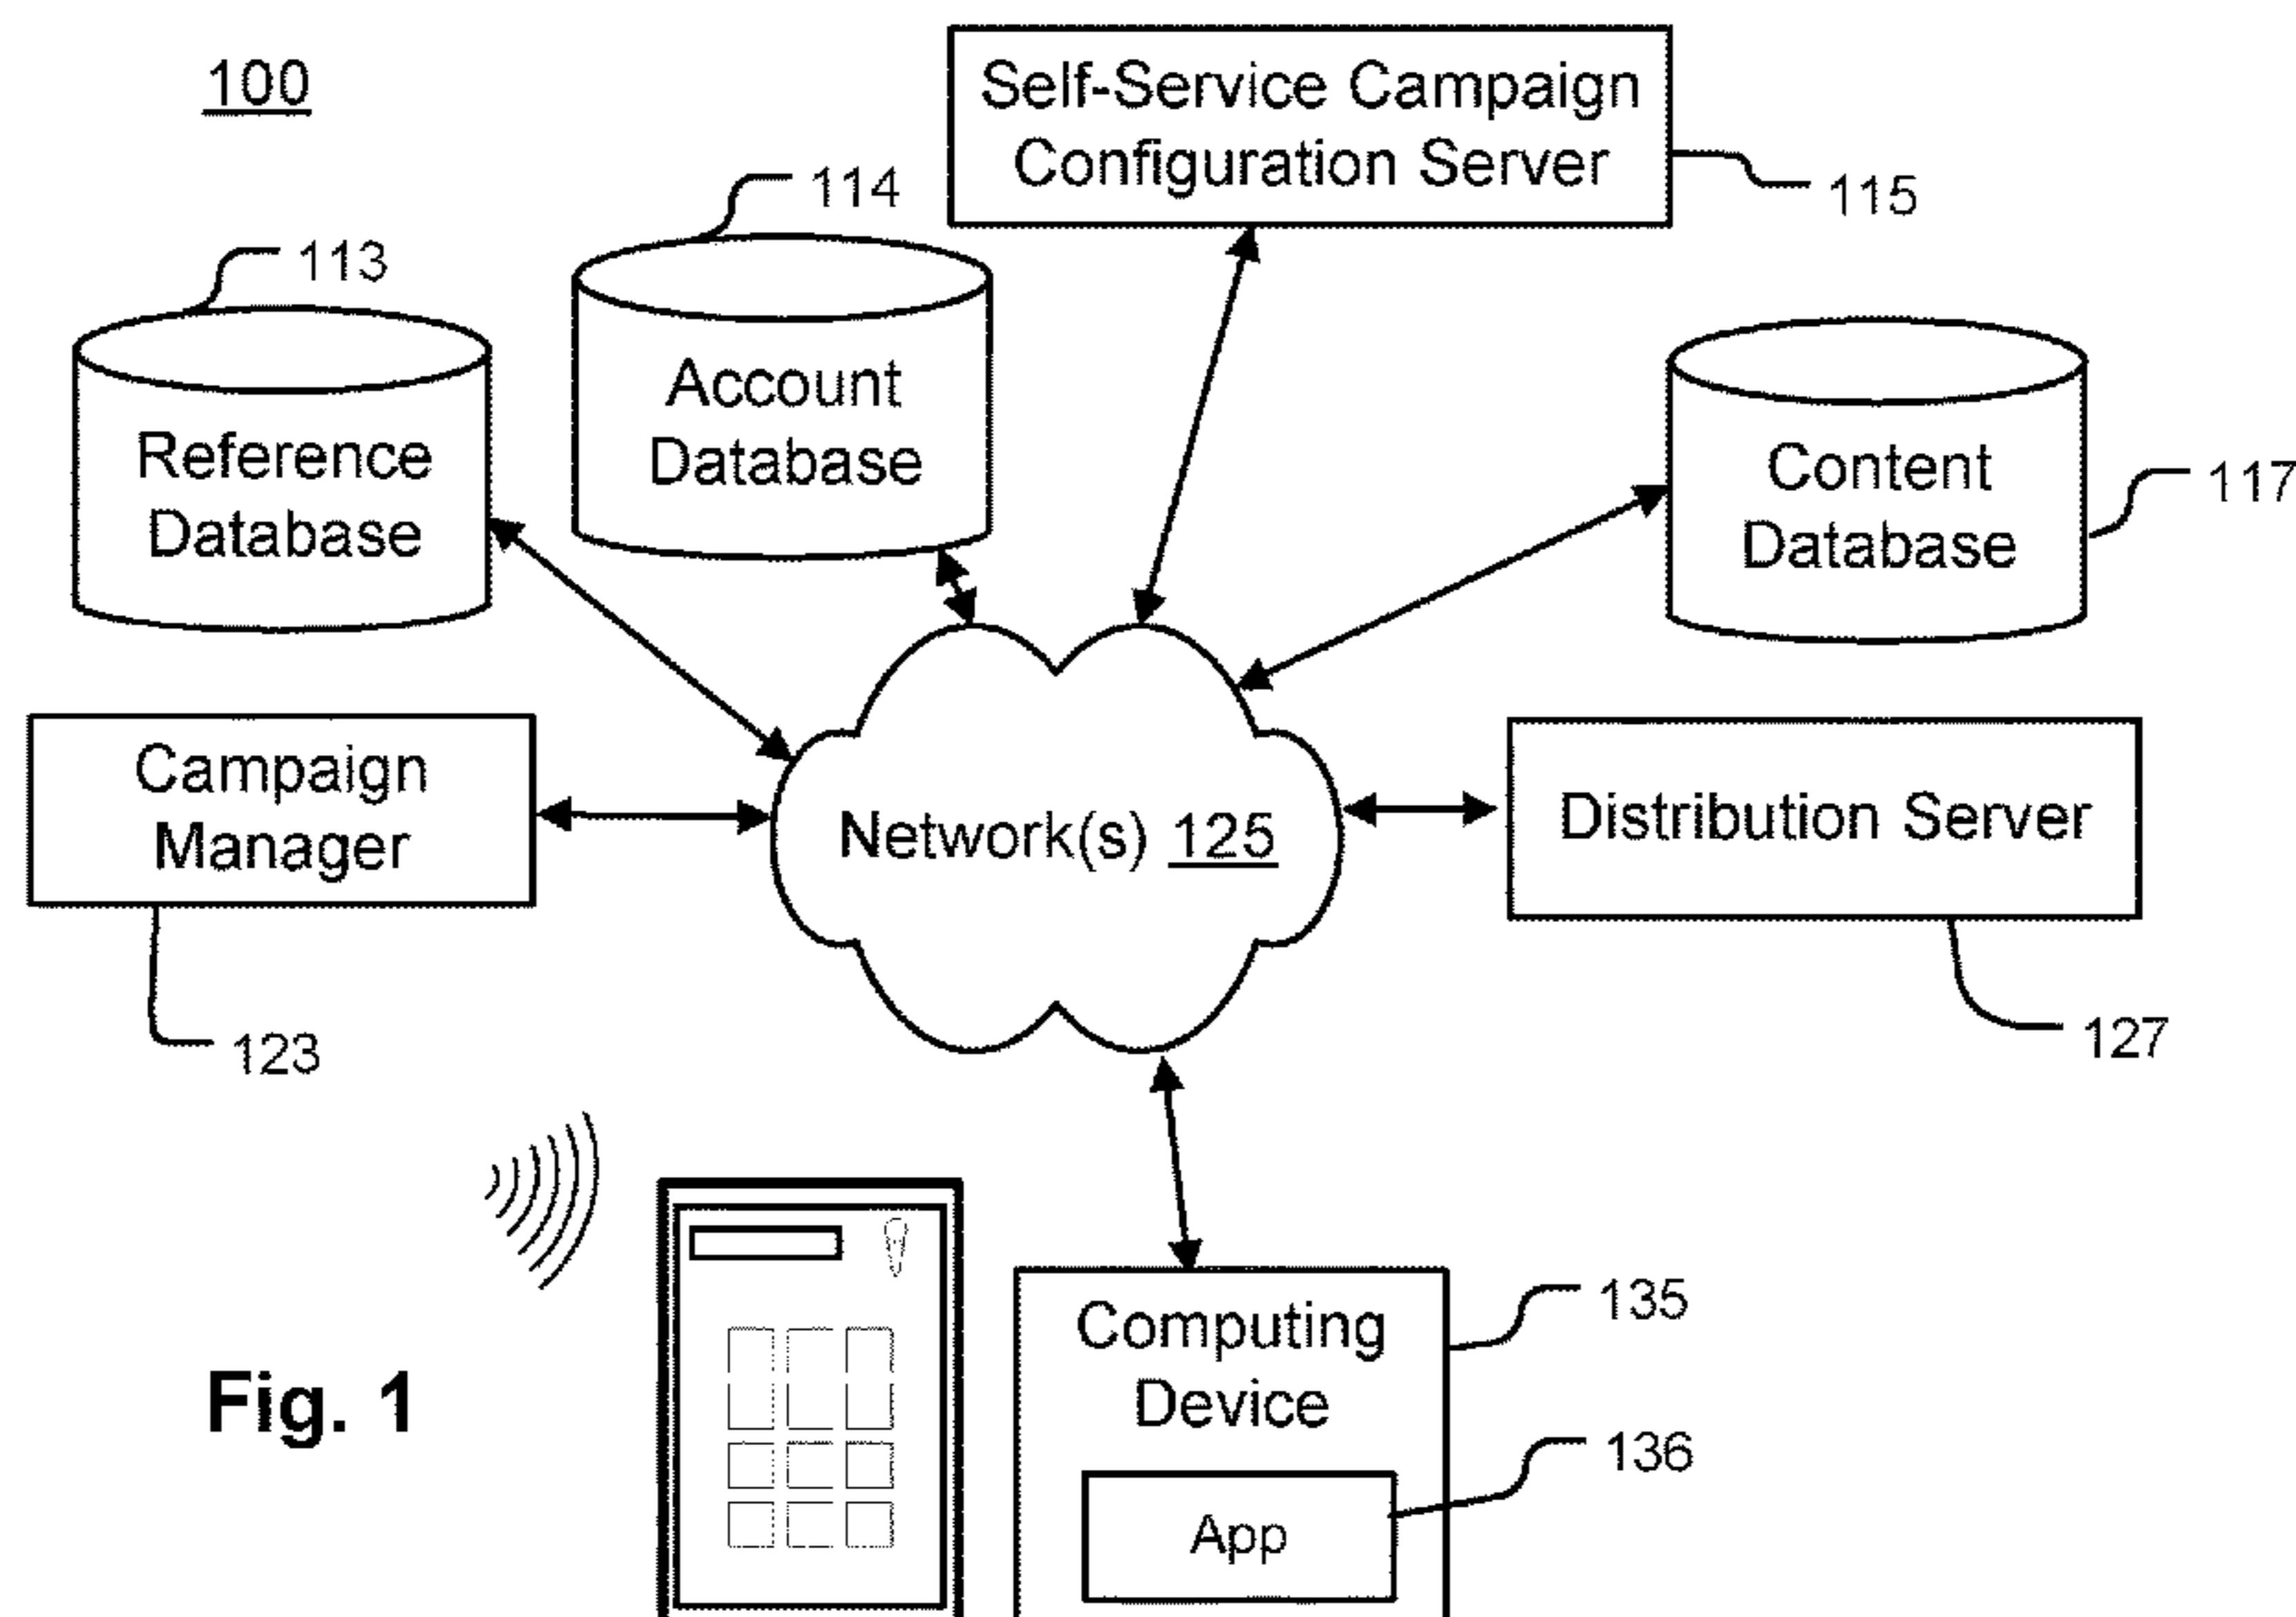 100
Self-Service Campaign
Configuration Server
115
114
113
Account
Database
Reference
Database
Content
Database
117
Campaign
Manager
123
Network(s) 125
Distribution Server
127
Computing
Device
135
App
136
Fig. 1